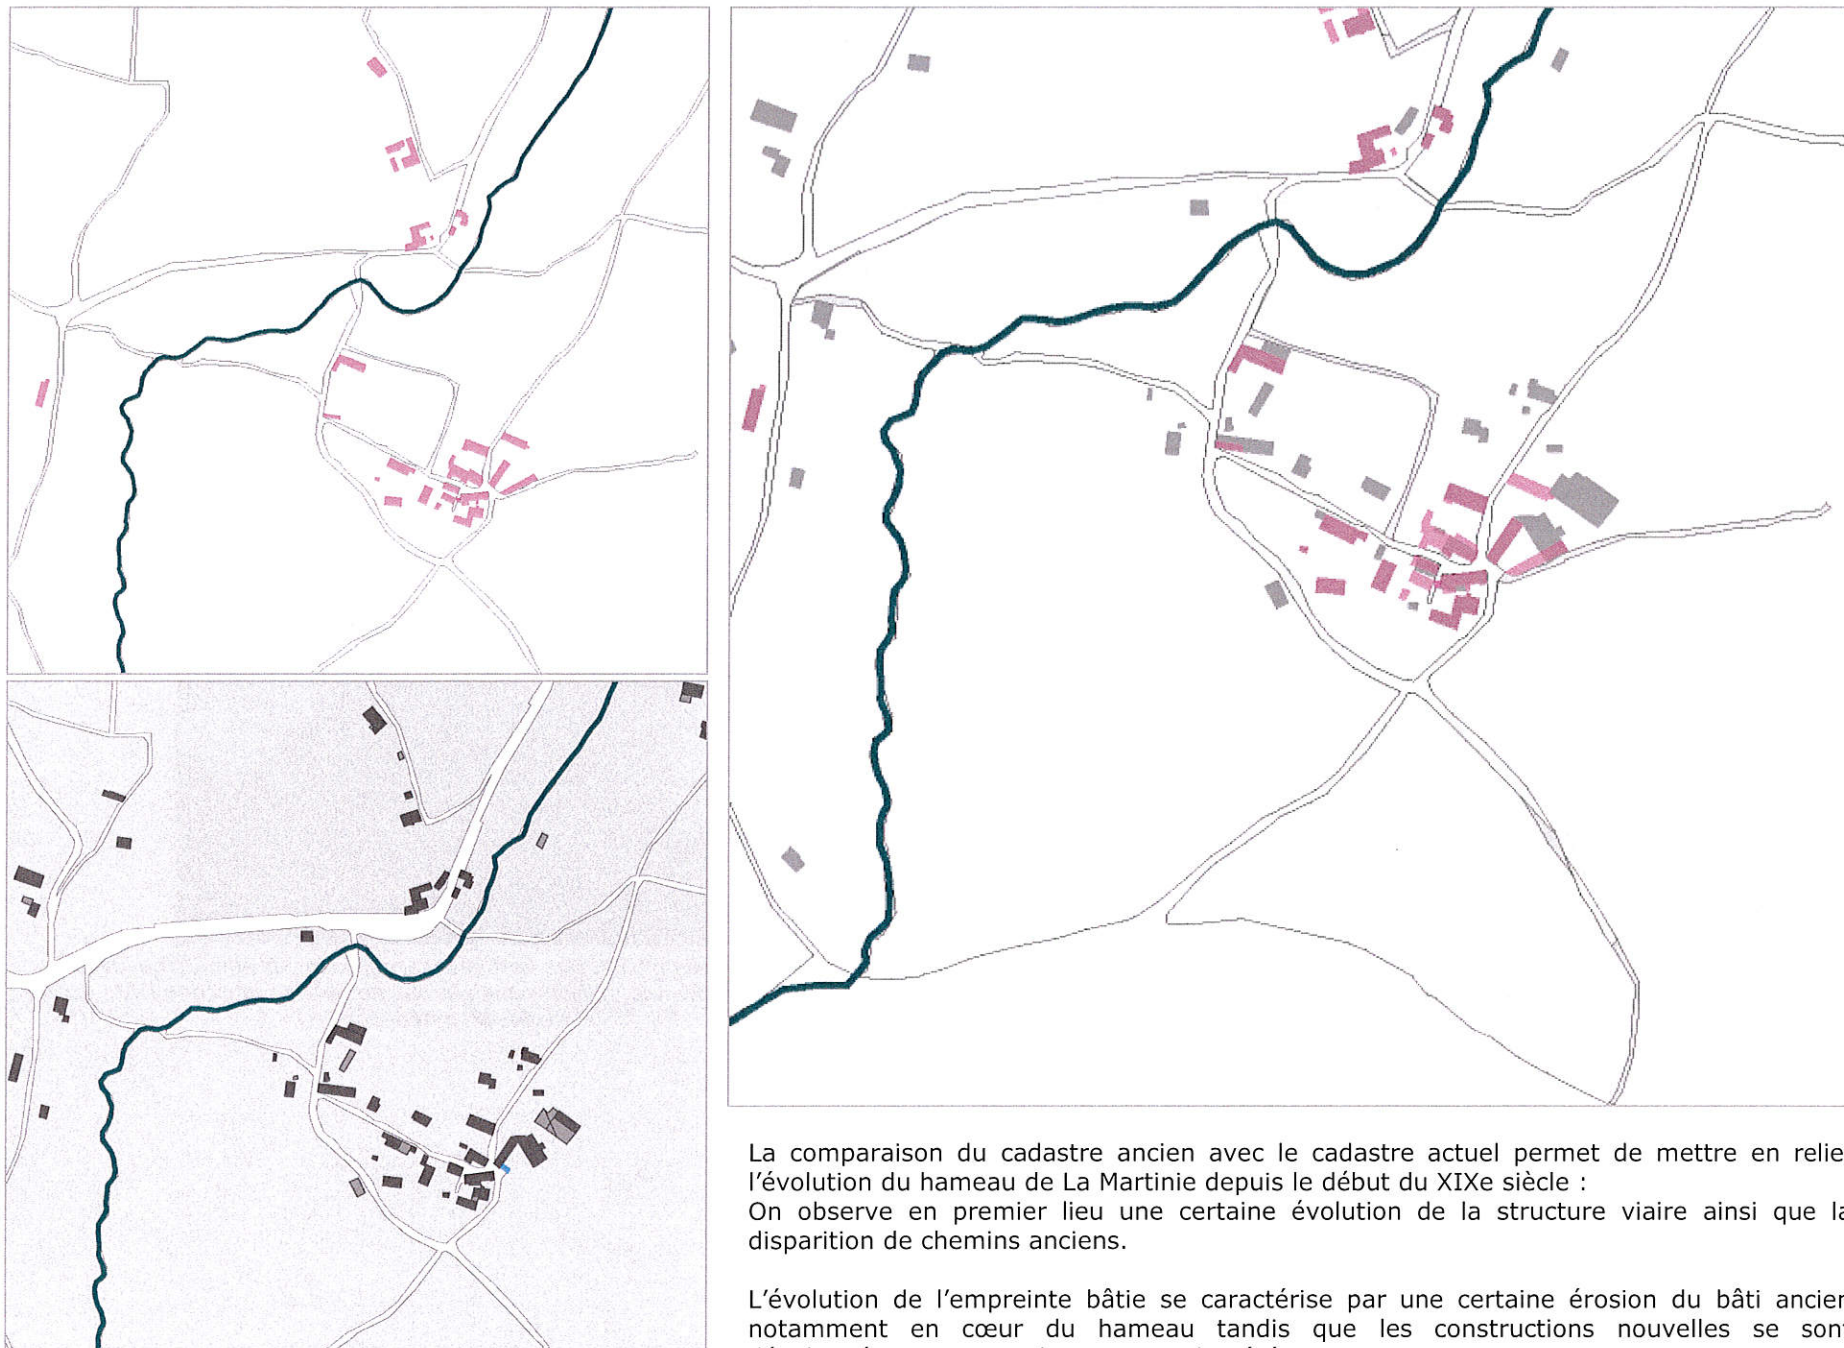 La comparaison du cadastre ancien avec le cadastre actuel permet de mettre en relie
l'évolution du hameau de La Martinie depuis le début du XIXe siècle :
On observe en premier lieu une certaine évolution de la structure viaire ainsi que la
disparition de chemins anciens.
L'évolution de l'empreinte bâtie se caractérise par une certaine érosion du bâti ancien
notamment en cœur du hameau tandis que les constructions nouvelles se son